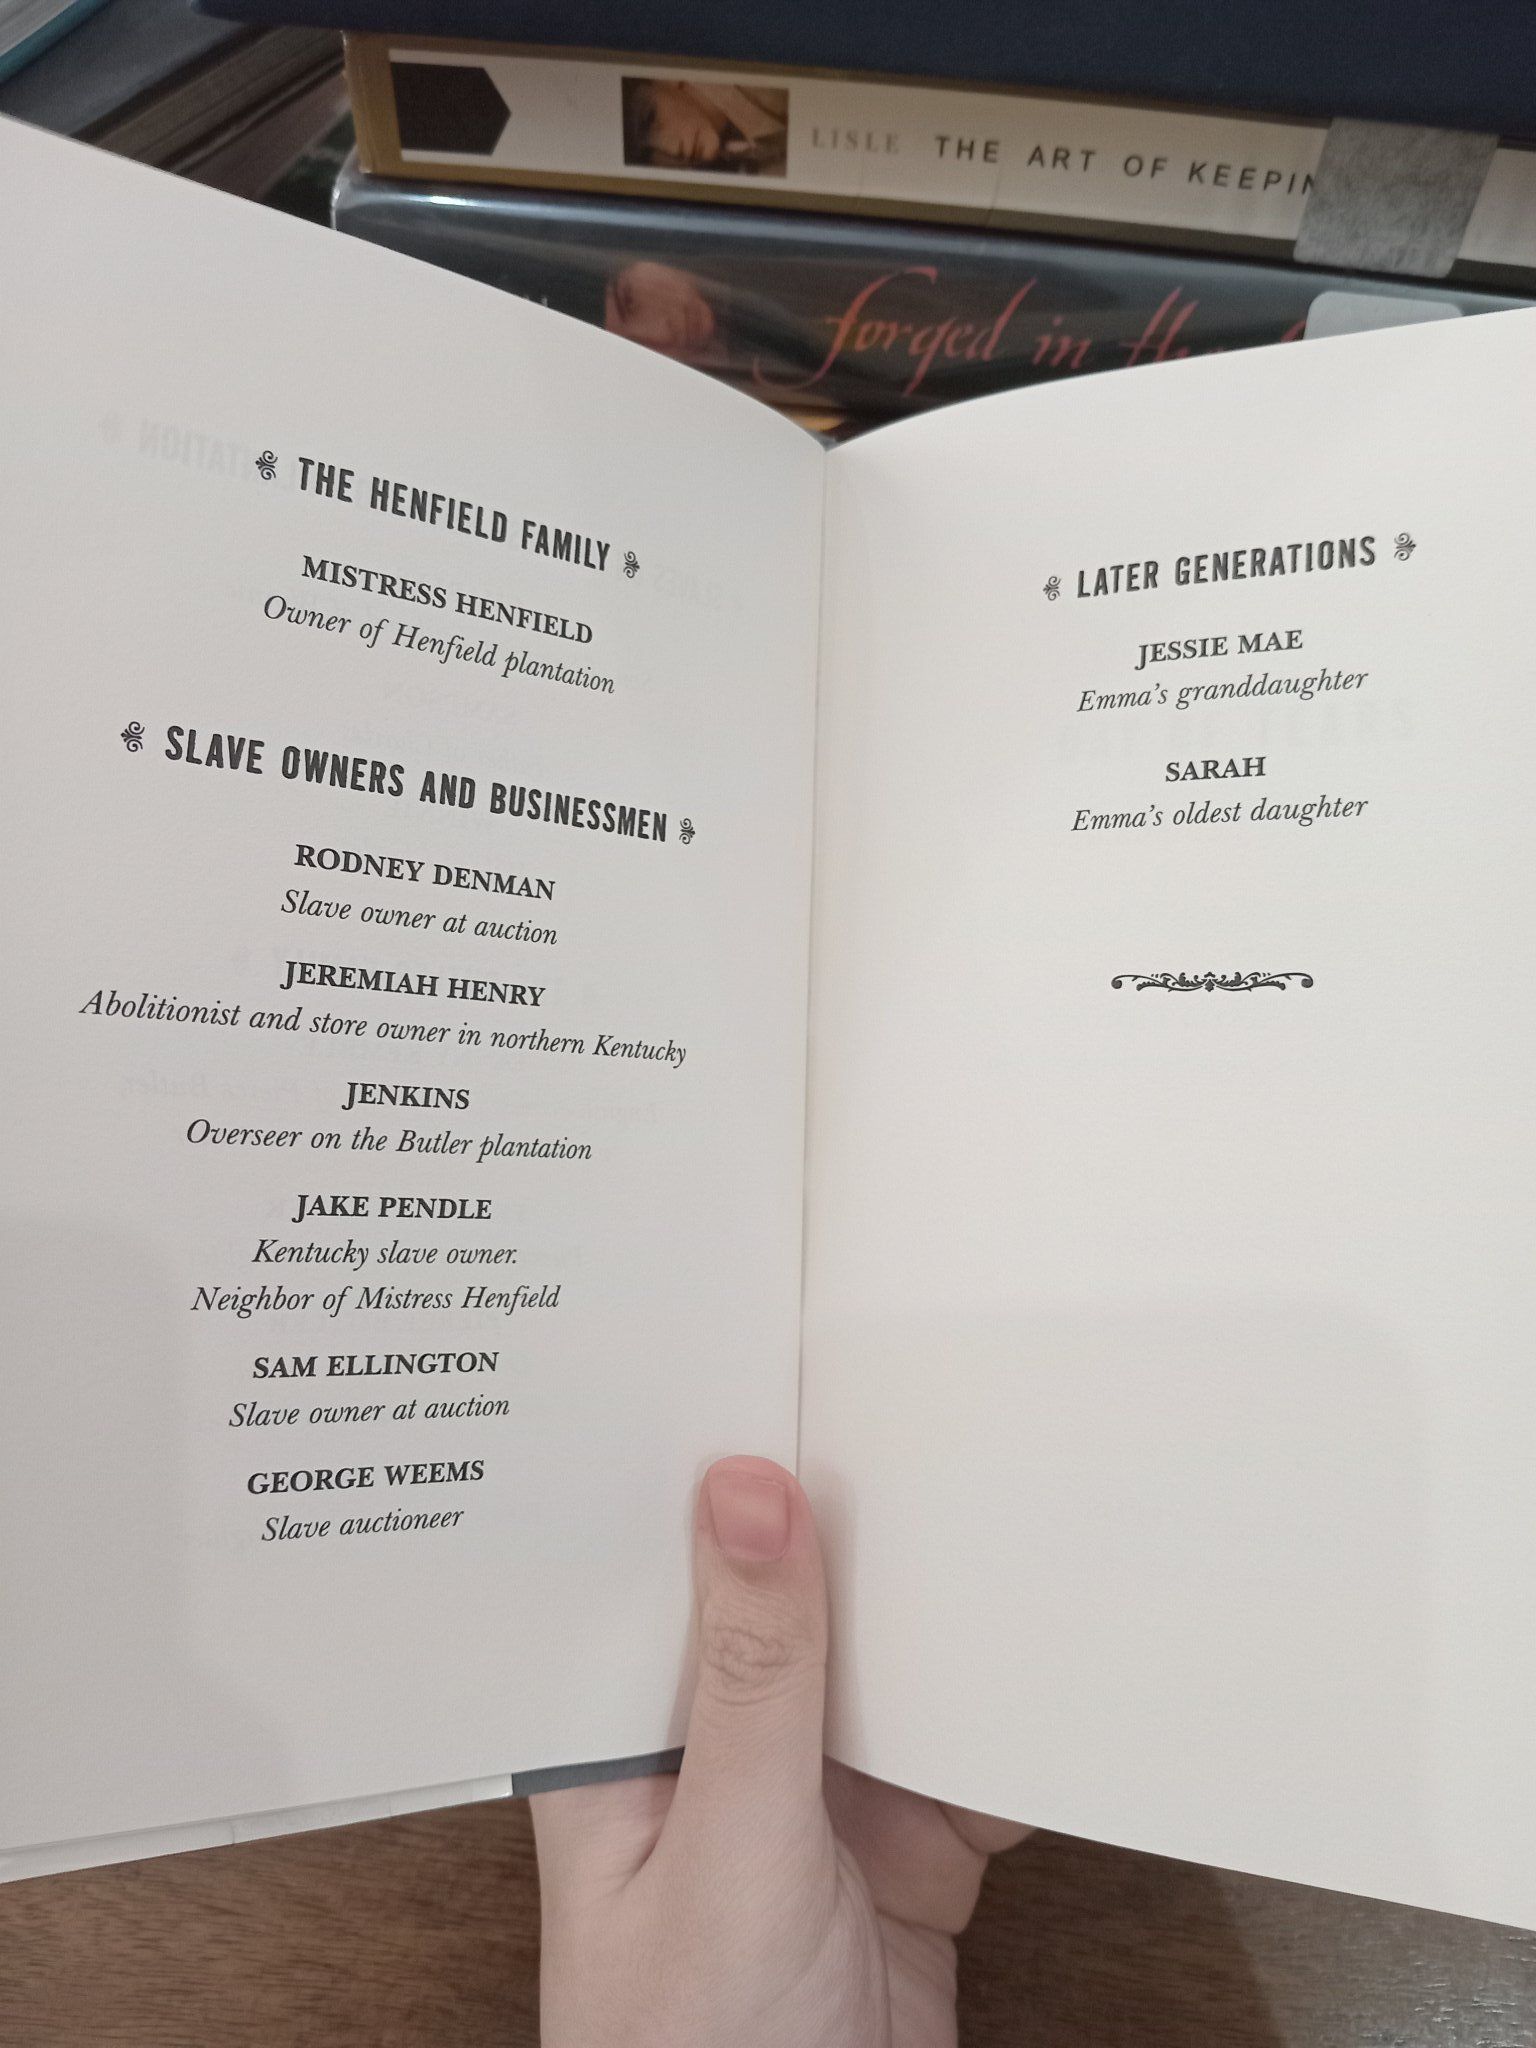 LISLE THE ART OF KEEPIN
forged in the
THE HENFIELD FAMILY
MISTRESS HENFIELD
Owner of Henfield plantation
SLAVE OWNERS AND BUSINESSMEN
RODNEY DENMAN
Slave owner at auction
JEREMIAH HENRY
Abolitionist and store owner in northern Kentucky
JENKINS
Overseer on the Butler plantation
JAKE PENDLE
Kentucky slave owner.
Neighbor of Mistress Henfield
SAM ELLINGTON
Slave owner at auction
GEORGE WEEMS
Slave auctioneer
LATER GENERATIONS
JESSIE MAE
Emma's granddaughter
SARAH
Emma's oldest daughter